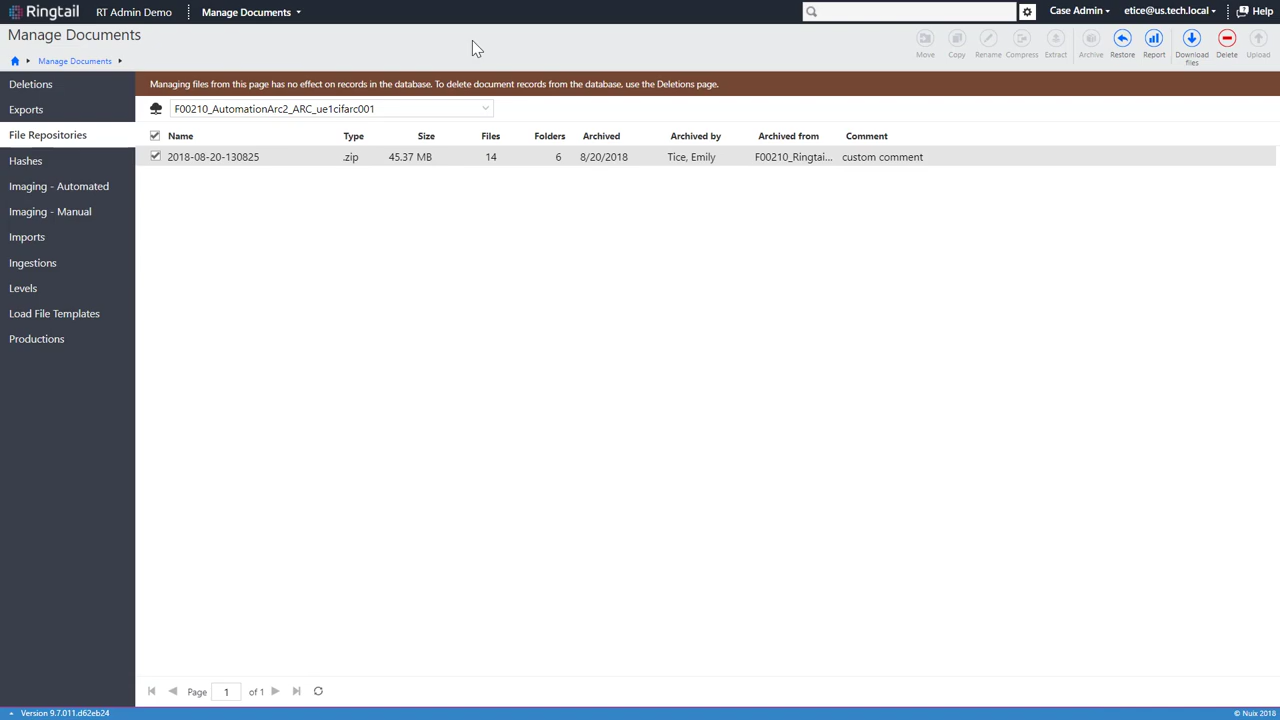 Ringtail RT Admin Demo Manage Documents Case Admin etice@us.tech.local Help
Manage Documents
Manage Documents
Move Copy Rename Compress Extract Archive Restore Report Download files Delete Upload
Deletions
Exports
File Repositories
Hashes
Imaging - Automated
Imaging - Manual
Imports
Ingestions
Levels
Load File Templates
Productions
Managing files from this page has no effect on records in the database. To delete document records from the database, use the Deletions page.
F00210_AutomationArc2_ARC_ue1cifarc001
Name Type Size Files Folders Archived Archived by Archived from Comment
2018-08-20-130825 .zip 45.37 MB 14 6 8/20/2018 Tice, Emily F00210_Ringtai... custom comment
Page 1 of 1
Version 9.7.011.d62eb24 © Nuix 2018